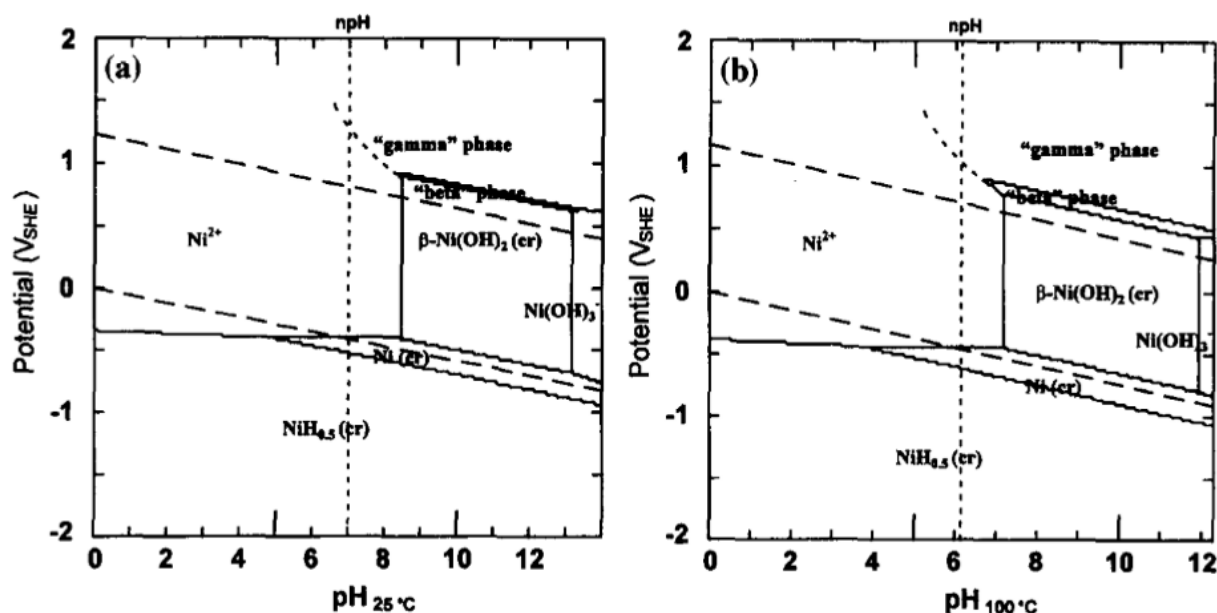 npH
(a)
2
1
0
-1
-2
Potential (VSHE)
"gamma" phase
"beta" phase
Ni2+
β-Ni(OH)2 (cr)
Ni(OH)3-
Ni (cr)
NiH0.5 (cr)
0 2 4 6 8 10 12
pH 25 °C
npH
(b)
2
1
0
-1
-2
Potential (VSHE)
"gamma" phase
"beta" phase
Ni2+
β-Ni(OH)2 (cr)
Ni(OH)3
Ni (cr)
NiH0.5 (cr)
0 2 4 6 8 10 12
pH 100°C